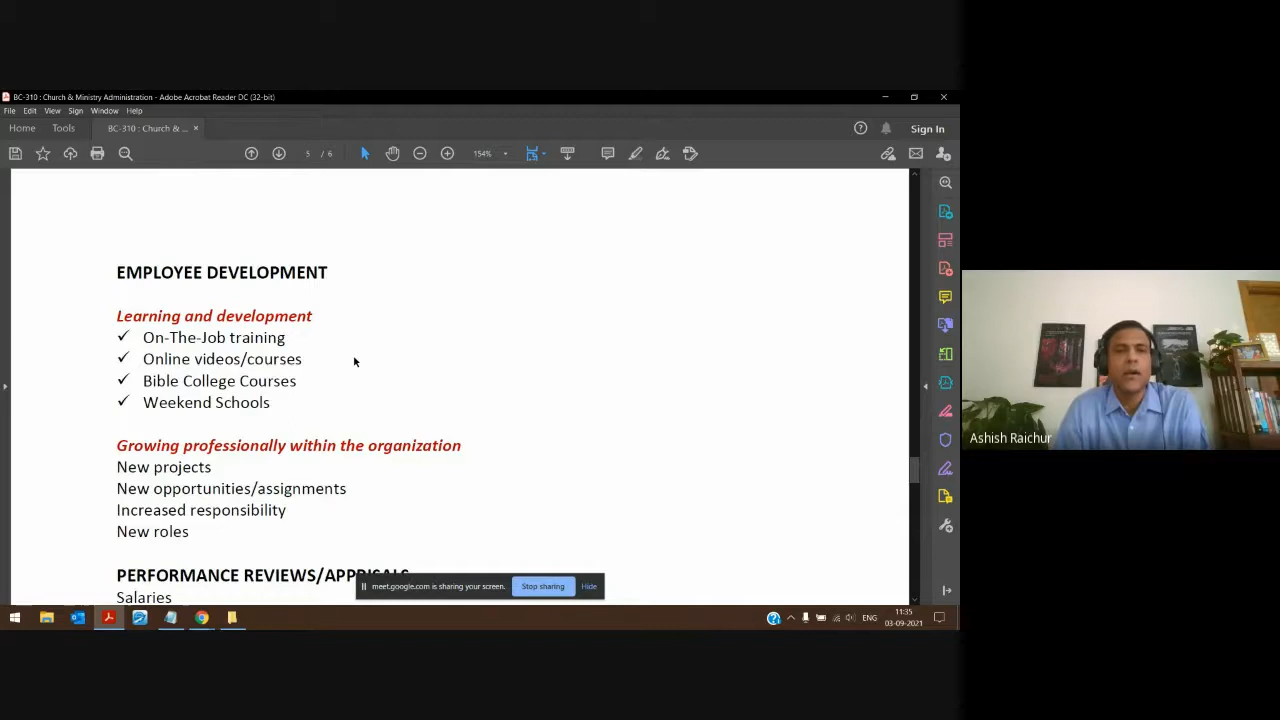 BC-310 : Church & Ministry Administration - Adobe Acrobat Reader DC (32-bit)
File Edit View Sign Window Help
Home Tools BC-310 : Church & ... × Sign In
5 / 6 154%
EMPLOYEE DEVELOPMENT
Learning and development
✓ On-The-Job training
✓ Online videos/courses
✓ Bible College Courses
✓ Weekend Schools
Growing professionally within the organization
New projects
New opportunities/assignments
Increased responsibility
New roles
PERFORMANCE REVIEWS/APPRISALS
Salaries
meet.google.com is sharing your screen. Stop sharing Hide
Ashish Raichur
ENG
11:35
03-09-2021